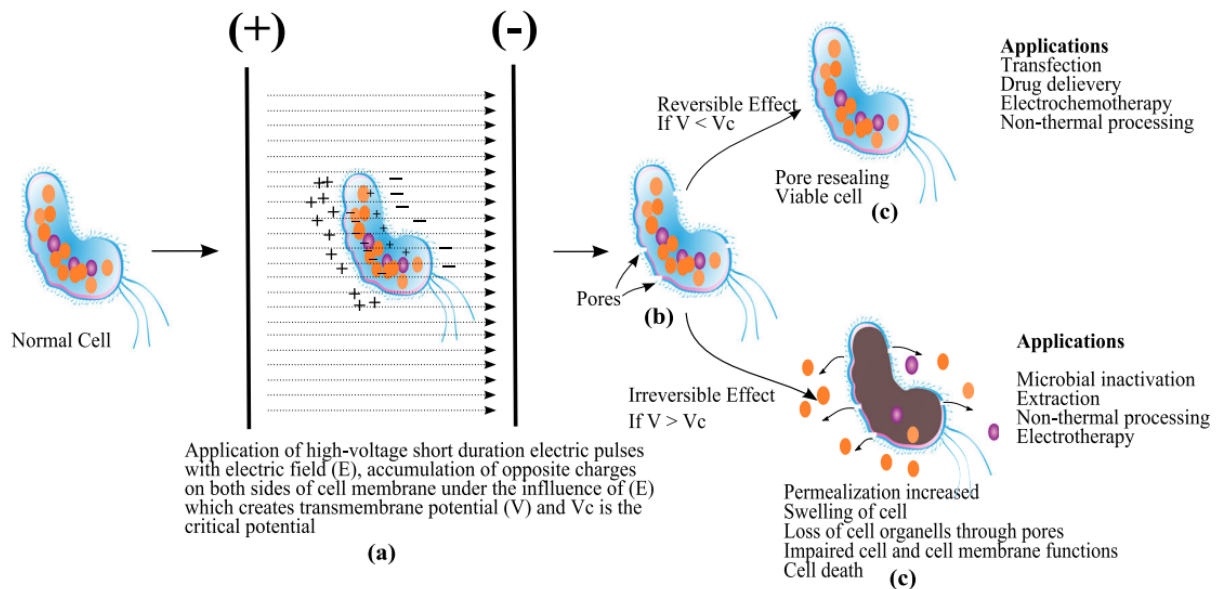 (+)
(-)
Normal Cell
Application of high-voltage short duration electric pulses
with electric field (E), accumulation of opposite charges
on both sides of cell membrane under the inffluence of (E)
which creates transmembrane potential (V) and Vc is the
critical potential
(a)
Pores
(b)
Reversible Effect
If V < Vc
Pore resealing
Viable cell
(c)
Applications
Transfection
Drug delievery
Electrochemotherapy
Non-thermal processing
Irreversible Effect
If V > Vc
Permealization increased
Swelling of cell
Loss of cell organells through pores
Impaired cell and cell membrane functions
Cell death
(c)
Applications
Microbial inactivation
Extraction
Non-thermal processing
Electrotherapy